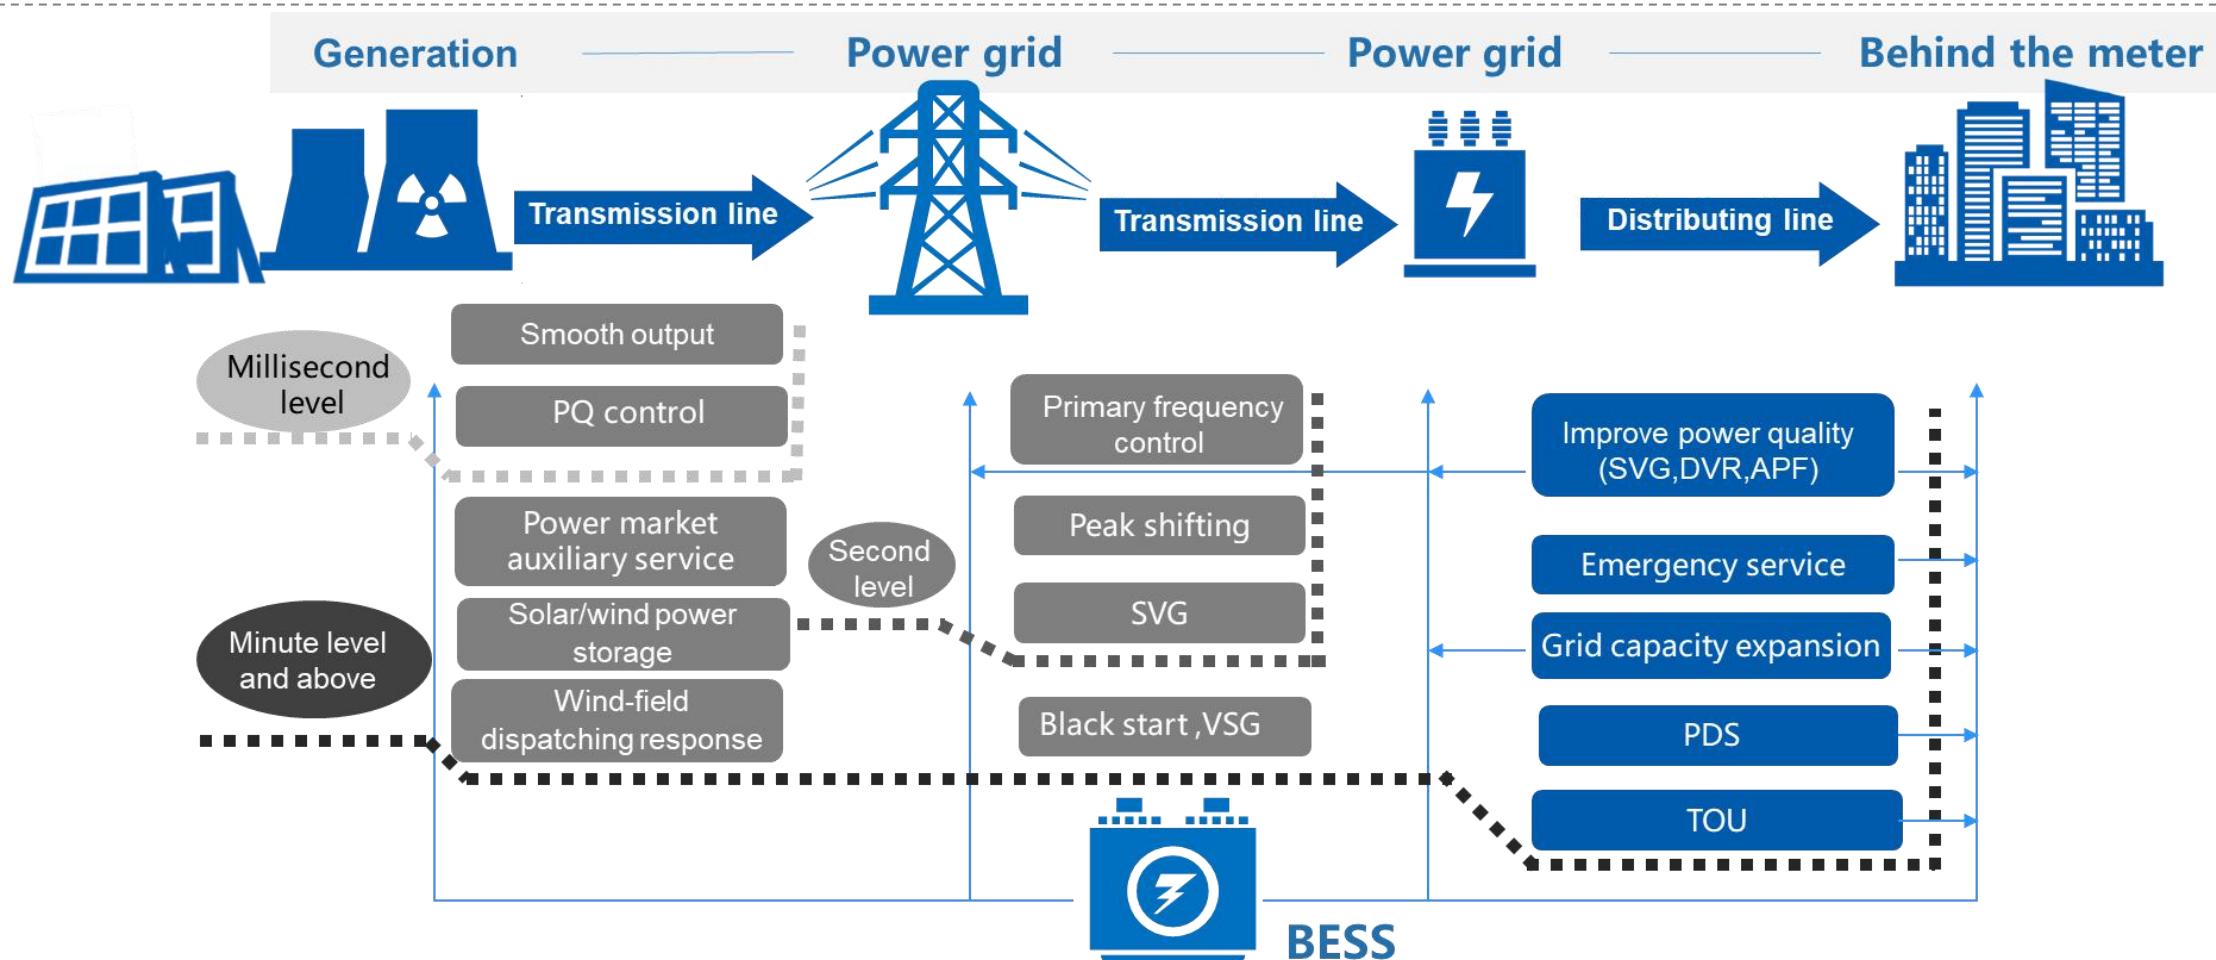 Generation
Power grid
Power grid
Behind the meter
Transmission line
Transmission line
Distributing line
Smooth output
Millisecond
level
PQ control
Primary frequency
control
Improve power quality
(SVG,DVR,APF)
Power market
auxiliary service
Second
level
Peak shifting
Emergency service
Solar/wind power
storage
SVG
Grid capacity expansion
Minute level
and above
Wind-field
dispatching response
Black start ,VSG
PDS
TOU
BESS